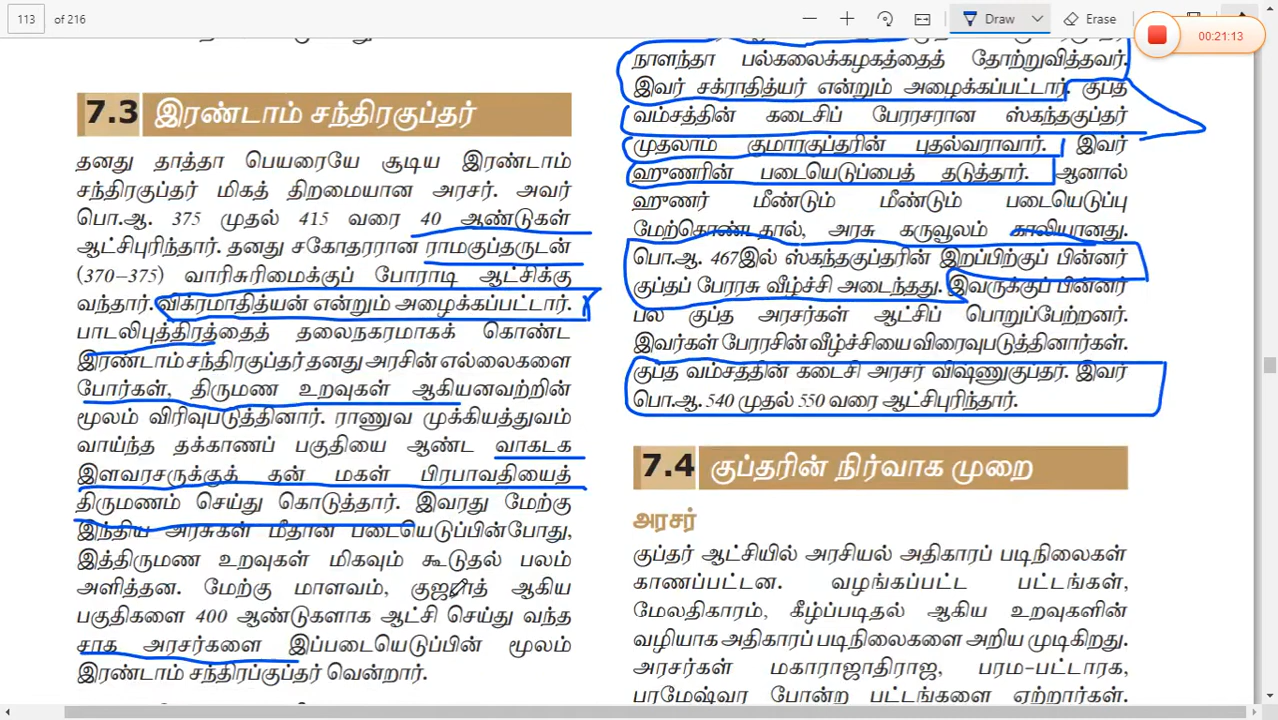 113 of 216
Draw
Erase
00:21:13
7.3 இரண்டாம் சந்திரகுப்தர்
தனது தாத்தா பெயரையே சூடிய இரண்டாம்
சந்திரகுப்தர் மிகத் திறமையான அரசர். அவர்
பொ.ஆ. 375 முதல் 415 வரை 40 ஆண்டுகள்
ஆட்சிபுரிந்தார். தனது சகோதரரான ராமகுப்தருடன்
(370–375) வாரிசுரிமைக்குப் போராடி ஆட்சிக்கு
வந்தார். விக்ரமாதித்யன் என்றும் அழைக்கப்பட்டார்.
பாடலிபுத்திரத்தைத் தலைநகரமாகக் கொண்ட
இரண்டாம் சந்திரகுப்தர் தனது அரசின் எல்லைகளை
போர்கள், திருமண உறவுகள் ஆகியனவற்றின்
மூலம் விரிவுபடுத்தினார். ராணுவ முக்கியத்துவம்
வாய்ந்த தக்காணப் பகுதியை ஆண்ட வாகடக
இளவரசருக்குத் தன் மகள் பிரபாவதியைத்
திருமணம் செய்து கொடுத்தார். இவரது மேற்கு
இந்திய அரசுகள் மீதான படையெடுப்பின்போது,
இத்திருமண உறவுகள் மிகவும் கூடுதல் பலம்
அளித்தன. மேற்கு மாளவம், குஜராத் ஆகிய
பகுதிகளை 400 ஆண்டுகளாக ஆட்சி செய்து வந்த
சாக அரசர்களை இப்படையெடுப்பின் மூலம்
இரண்டாம் சந்திரப்குப்தர் வென்றார்.
நாளந்தா பல்கலைக்கழகத்தைத் தோற்றுவித்தவர்.
இவர் சக்ராதித்யர் என்றும் அழைக்கப்பட்டார். குப்த
வம்சத்தின் கடைசிப் பேரரசரான ஸ்கந்தகுப்தர்
முதலாம் குமாரகுப்தரின் புதல்வராவார். இவர்
ஹுணரின் படையெடுப்பைத் தடுத்தார். ஆனால்
ஹுணர் மீண்டும் மீண்டும் படையெடுப்பு
மேற்கொண்டதால், அரசு கருவூலம் காலியானது.
பொ.ஆ. 467இல் ஸ்கந்தகுப்தரின் இறப்பிற்குப் பின்னர்
குப்தப் பேரரசு வீழ்ச்சி அடைந்தது. இவருக்குப் பின்னர்
பல குப்த அரசர்கள் ஆட்சிப் பொறுப்பேற்றனர்.
இவர்கள் பேரரசின் வீழ்ச்சியை விரைவுபடுத்தினார்கள்.
குப்த வம்சத்தின் கடைசி அரசர் விஷ்ணுகுப்தர். இவர்
பொ.ஆ. 540 முதல் 550 வரை ஆட்சிபுரிந்தார்.
7.4 குப்தரின் நிர்வாக முறை
அரசர்
குப்தர் ஆட்சியில் அரசியல் அதிகாரப் படிநிலைகள்
காணப்பட்டன. வழங்கப்பட்ட பட்டங்கள்,
மேலதிகாரம், கீழ்ப்படிதல் ஆகிய உறவுகளின்
வழியாக அதிகாரப் படிநிலைகளை அறிய முடிகிறது.
அரசர்கள் மகாராஜாதிராஜ, பரம–பட்டாரக,
பரமேஷ்வர போன்ற பட்டங்களை ஏற்றார்கள்.